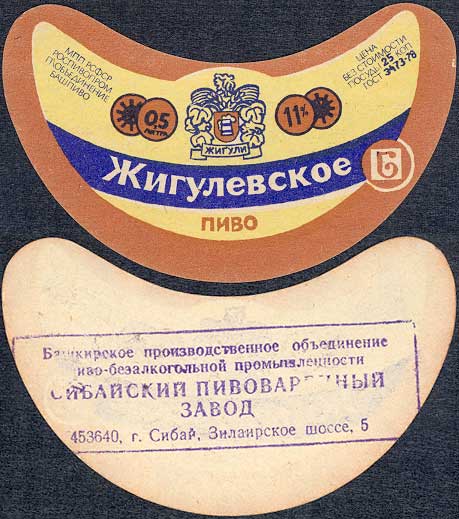 МПП РСФСР
РОСПИВОПРОМ
П/ОБЪЕДИНЕНИЕ
БАШПИВО
ЦЕНА
БЕЗ СТОИМОСТИ
ПОСУДЫ 25 КОП
ГОСТ 3473-78
0,5
ЛИТРА
11%
ЖИГУЛИ
Жигулевское
Б
ПИВО
Башкирское производственное объединение
иво-безалкогольной промышленности
СИБАЙСКИЙ ПИВОВАРЕННЫЙ
ЗАВОД
453640, г. Сибай, Зилаирское шоссе, 5